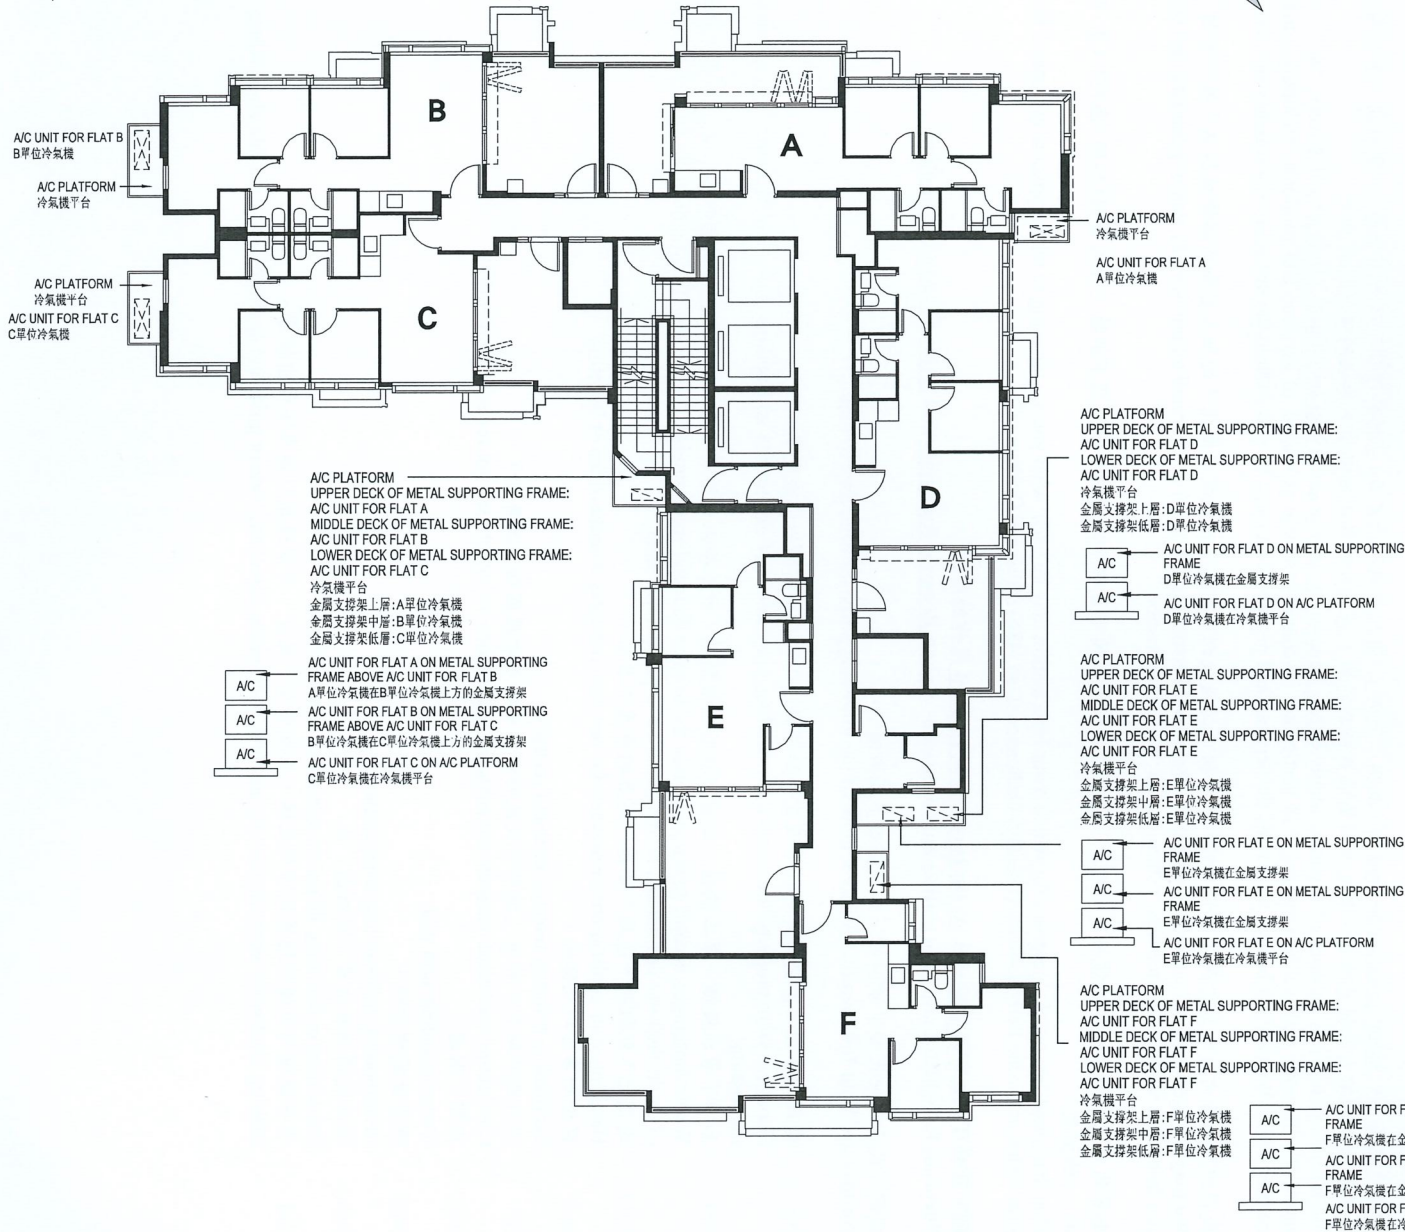 B
A
A/C UNIT FOR FLAT B
B單位冷氣機
A/C PLATFORM
冷氣機平台
A/C PLATFORM
冷氣機平台
A/C UNIT FOR FLAT A
A單位冷氣機
A/C PLATFORM
冷氣機平台
A/C UNIT FOR FLAT C
C單位冷氣機
C
D
A/C PLATFORM
UPPER DECK OF METAL SUPPORTING FRAME:
A/C UNIT FOR FLAT D
LOWER DECK OF METAL SUPPORTING FRAME:
A/C UNIT FOR FLAT D
冷氣機平台
金屬支撐架上層:D單位冷氣機
金屬支撐架低層:D單位冷氣機
A/C
A/C UNIT FOR FLAT D ON METAL SUPPORTING
FRAME
D單位冷氣機在金屬支撐架
A/C
A/C UNIT FOR FLAT D ON A/C PLATFORM
D單位冷氣機在冷氣機平台
A/C PLATFORM
UPPER DECK OF METAL SUPPORTING FRAME:
A/C UNIT FOR FLAT A
MIDDLE DECK OF METAL SUPPORTING FRAME:
A/C UNIT FOR FLAT B
LOWER DECK OF METAL SUPPORTING FRAME:
A/C UNIT FOR FLAT C
冷氣機平台
金屬支撐架上層:A單位冷氣機
金屬支撐架中層:B單位冷氣機
金屬支撐架低層:C單位冷氣機
A/C
A/C UNIT FOR FLAT A ON METAL SUPPORTING
FRAME ABOVE A/C UNIT FOR FLAT B
A單位冷氣機在B單位冷氣機上方的金屬支撐架
A/C
A/C UNIT FOR FLAT B ON METAL SUPPORTING
FRAME ABOVE A/C UNIT FOR FLAT C
B單位冷氣機在C單位冷氣機上方的金屬支撐架
A/C
A/C UNIT FOR FLAT C ON A/C PLATFORM
C單位冷氣機在冷氣機平台
E
A/C PLATFORM
UPPER DECK OF METAL SUPPORTING FRAME:
A/C UNIT FOR FLAT E
MIDDLE DECK OF METAL SUPPORTING FRAME:
A/C UNIT FOR FLAT E
LOWER DECK OF METAL SUPPORTING FRAME:
A/C UNIT FOR FLAT E
冷氣機平台
金屬支撐架上層:E單位冷氣機
金屬支撐架中層:E單位冷氣機
金屬支撐架低層:E單位冷氣機
A/C
A/C UNIT FOR FLAT E ON METAL SUPPORTING
FRAME
E單位冷氣機在金屬支撐架
A/C
A/C UNIT FOR FLAT E ON METAL SUPPORTING
FRAME
E單位冷氣機在金屬支撐架
A/C
A/C UNIT FOR FLAT E ON A/C PLATFORM
E單位冷氣機在冷氣機平台
F
A/C PLATFORM
UPPER DECK OF METAL SUPPORTING FRAME:
A/C UNIT FOR FLAT F
MIDDLE DECK OF METAL SUPPORTING FRAME:
A/C UNIT FOR FLAT F
LOWER DECK OF METAL SUPPORTING FRAME:
A/C UNIT FOR FLAT F
冷氣機平台
金屬支撐架上層:F單位冷氣機
金屬支撐架中層:F單位冷氣機
金屬支撐架低層:F單位冷氣機
A/C
A/C UNIT FOR F
FRAME
F單位冷氣機在金
A/C
A/C UNIT FOR F
FRAME
F單位冷氣機在金
A/C
A/C UNIT FOR F
F單位冷氣機在冷